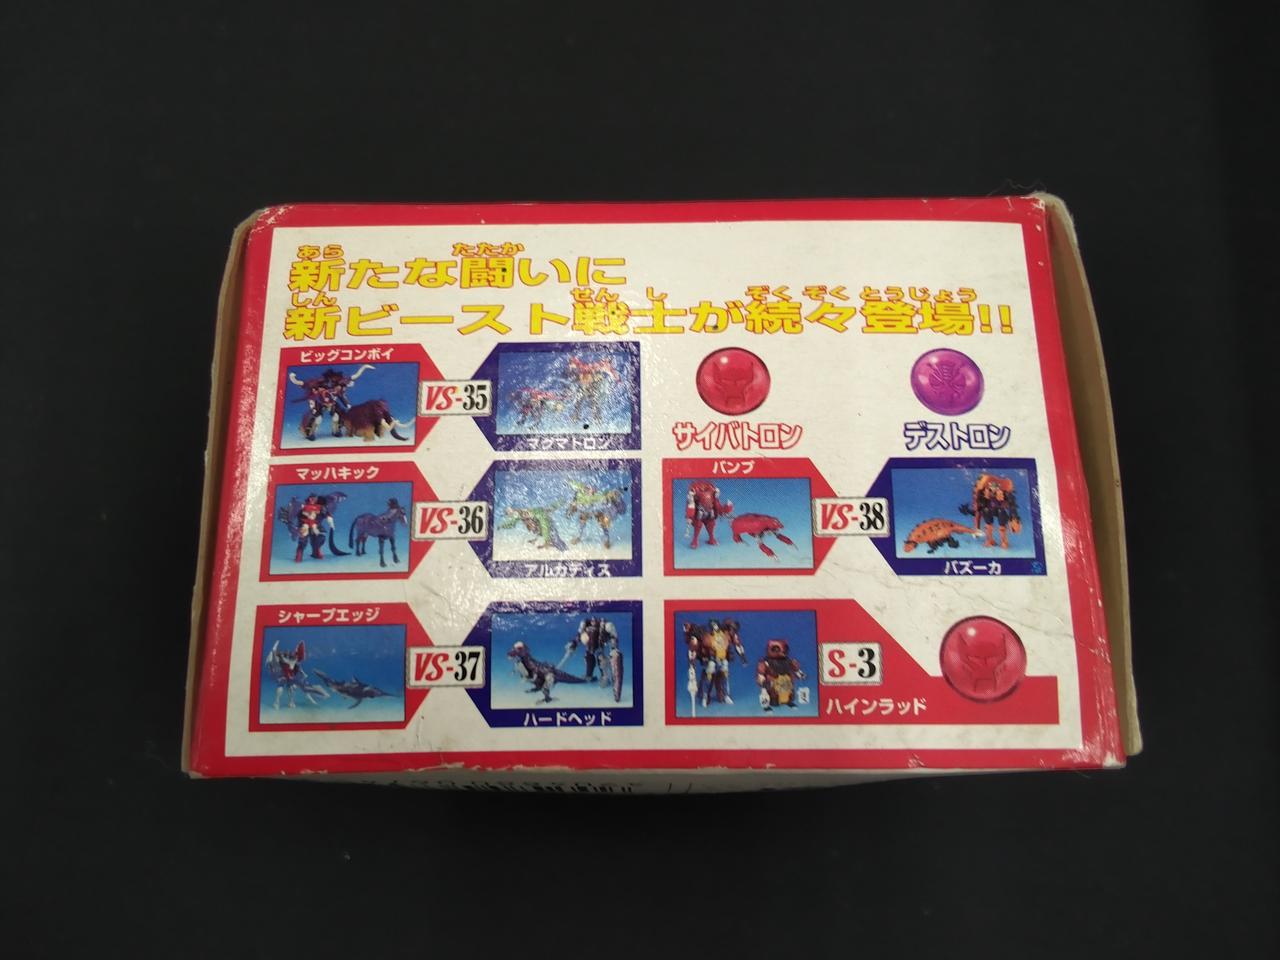 あら たたか
新たな闘いに
しん せん し ぞくぞくとうじょう
新ビースト戦士が続々登場!!
ビッグコンボイ
VS-35
マグマトロン
サイバトロン
デストロン
マッハキック
VS-36
アルカディス
バンプ
VS-38
バズーカ
シャープエッジ
VS-37
ハードヘッド
S-3
ハインラッド